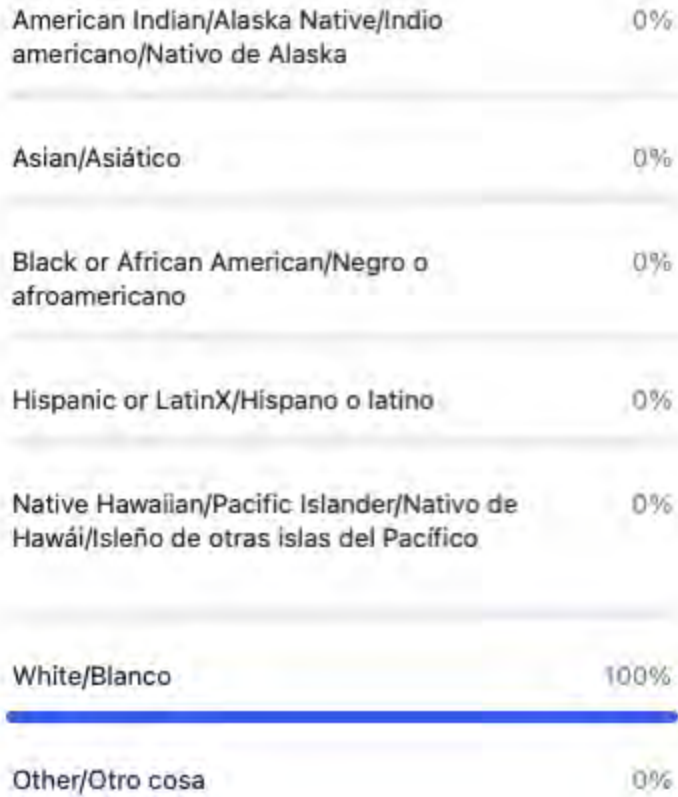 American Indian/Alaska Native/Indio 0%
americano/Nativo de Alaska
Asian/Asiático 0%
Black or African American/Negro o 0%
afroamericano
Hispanic or LatinX/Hispano o latino 0%
Native Hawaiian/Pacific Islander/Nativo de 0%
Hawái/Isleño de otras islas del Pacífico
White/Blanco 100%
Other/Otro cosa 0%